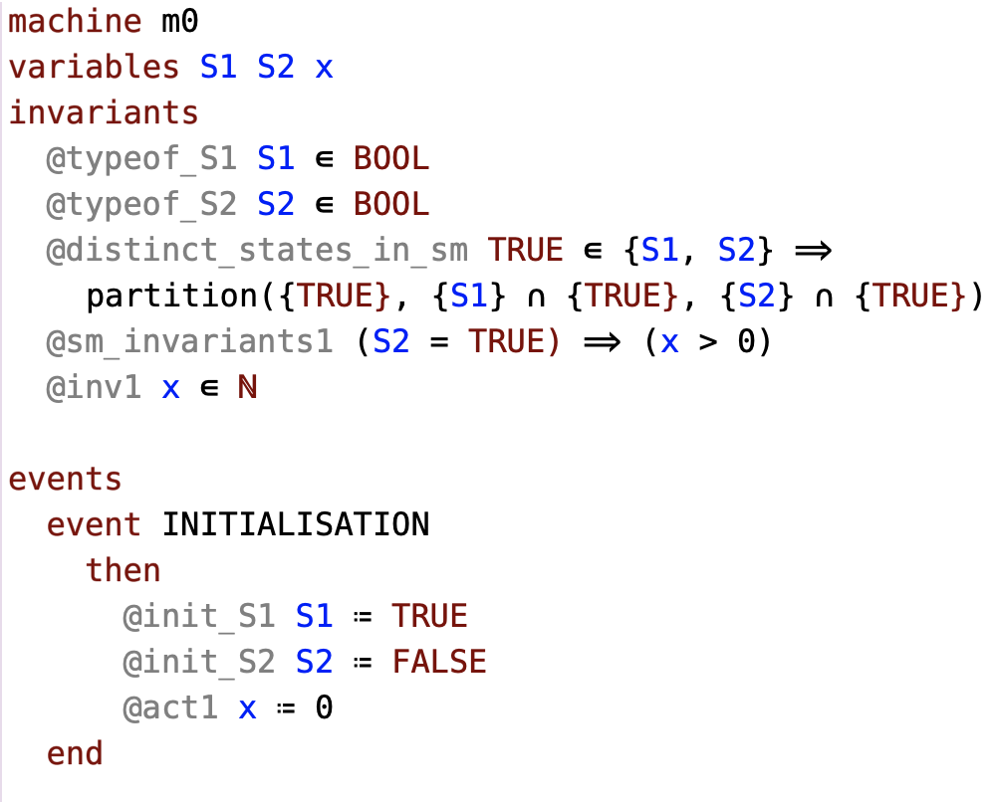 machine m0
variables S1 S2 x
invariants
@typeof_S1 S1 ∈ BOOL
@typeof_S2 S2 ∈ BOOL
@distinct_states_in_sm TRUE ∈ {S1, S2} ⇒
partition({TRUE}, {S1} ∩ {TRUE}, {S2} ∩ {TRUE})
@sm_invariants1 (S2 = TRUE) ⇒ (x > 0)
@inv1 x ∈ ℕ
events
event INITIALISATION
then
@init_S1 S1 ≔ TRUE
@init_S2 S2 ≔ FALSE
@act1 x ≔ 0
end